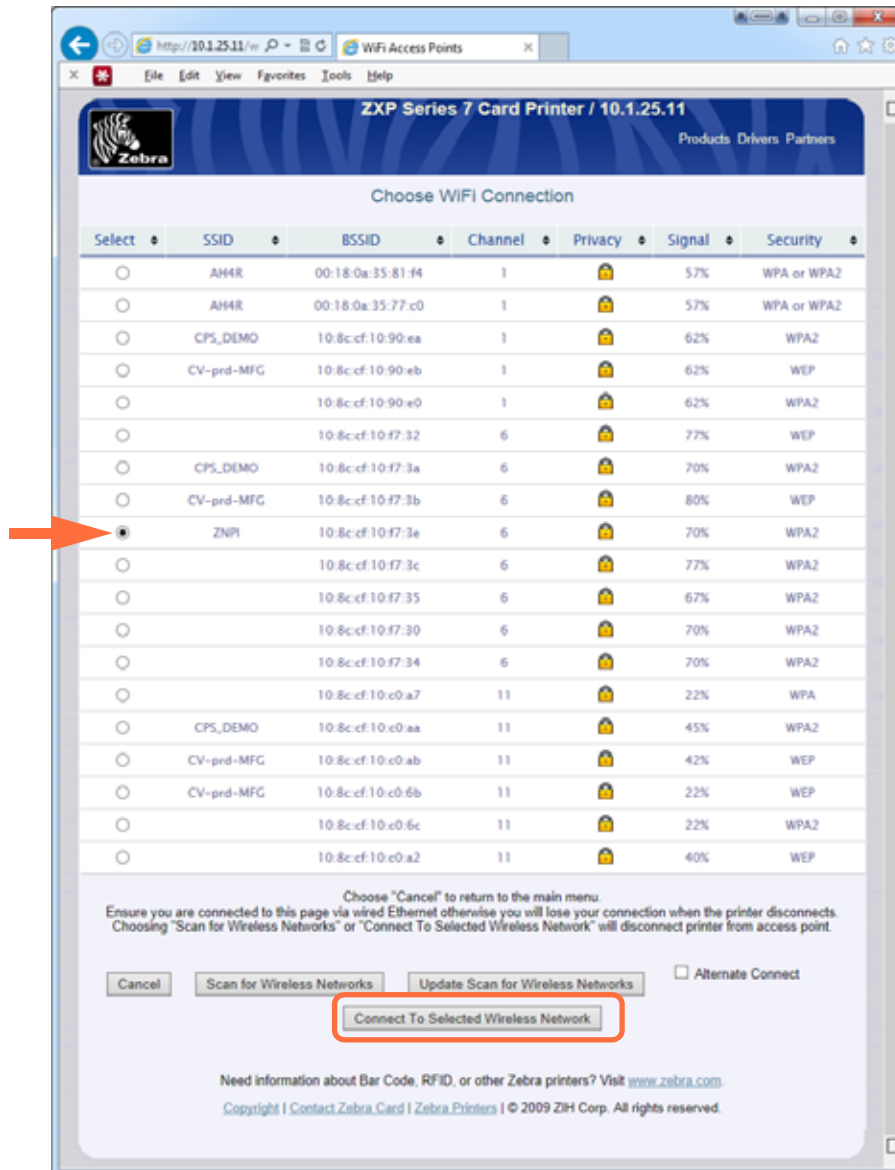 http://10.1.25.11/w WiFi Access Points
File Edit View Favorites Tools Help
Zebra
ZXP Series 7 Card Printer / 10.1.25.11
Products Drivers Partners
Choose WiFi Connection
Select SSID BSSID Channel Privacy Signal Security
AH4R 00:18:0a:35:81:f4 1 57% WPA or WPA2
AH4R 00:18:0a:35:77:c0 1 57% WPA or WPA2
CPS_DEMO 10:8c:cf:10:90:ea 1 62% WPA2
CV-prd-MFG 10:8c:cf:10:90:eb 1 62% WEP
10:8c:cf:10:90:e0 1 62% WPA2
10:8c:cf:10:f7:32 6 77% WEP
CPS_DEMO 10:8c:cf:10:f7:3a 6 70% WPA2
CV-prd-MFG 10:8c:cf:10:f7:3b 6 80% WEP
ZNPI 10:8c:cf:10:f7:3e 6 70% WPA2
10:8c:cf:10:f7:3c 6 77% WPA2
10:8c:cf:10:f7:35 6 67% WPA2
10:8c:cf:10:f7:30 6 70% WPA2
10:8c:cf:10:f7:34 6 70% WPA2
10:8c:cf:10:c0:a7 11 22% WPA
CPS_DEMO 10:8c:cf:10:c0:aa 11 45% WPA2
CV-prd-MFG 10:8c:cf:10:c0:ab 11 42% WEP
CV-prd-MFG 10:8c:cf:10:c0:6b 11 22% WEP
10:8c:cf:10:c0:6c 11 22% WPA2
10:8c:cf:10:c0:a2 11 40% WEP
Choose "Cancel" to return to the main menu.
Ensure you are connected to this page via wired Ethernet otherwise you will lose your connection when the printer disconnects.
Choosing "Scan for Wireless Networks" or "Connect To Selected Wireless Network" will disconnect printer from access point.
Cancel Scan for Wireless Networks Update Scan for Wireless Networks Alternate Connect
Connect To Selected Wireless Network
Need information about Bar Code, RFID, or other Zebra printers? Visit www.zebra.com.
Copyright | Contact Zebra Card | Zebra Printers | © 2009 ZIH Corp. All rights reserved.